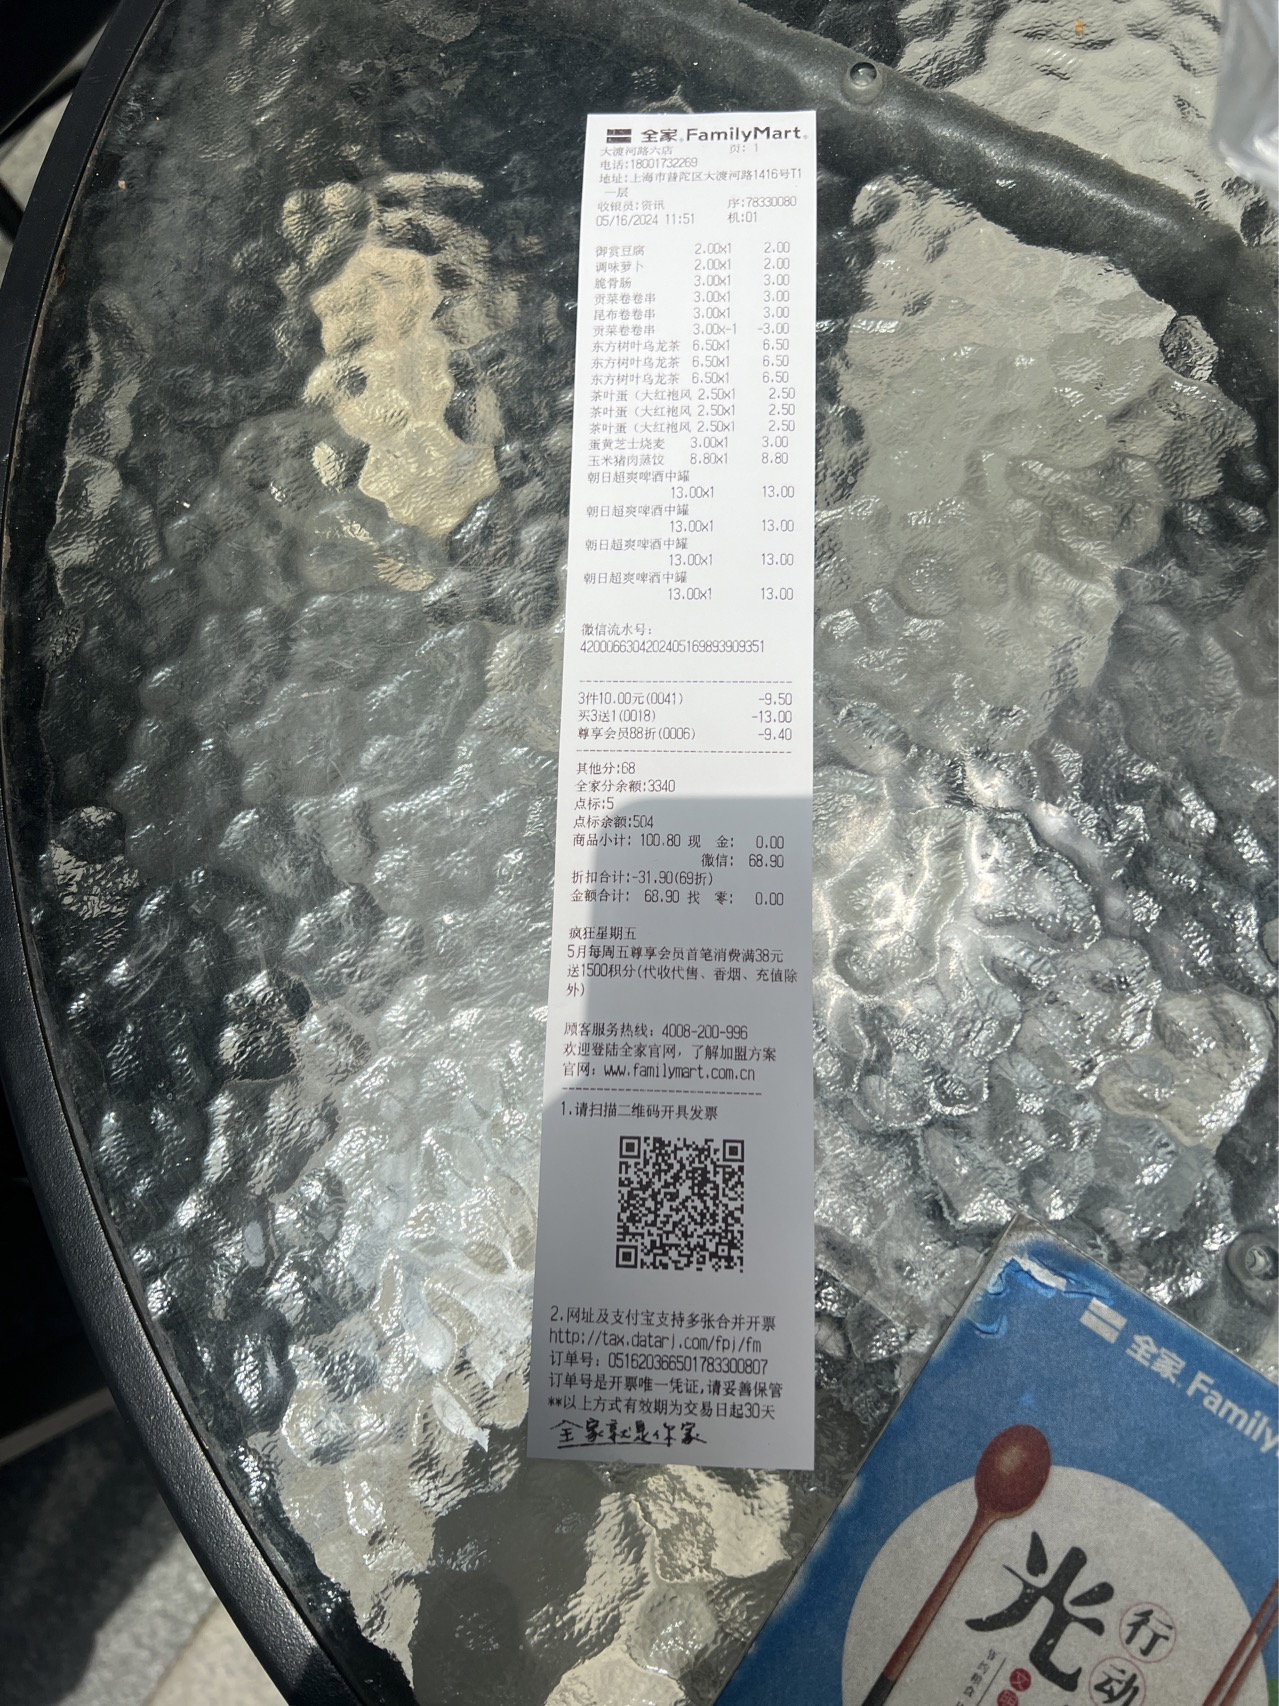 全家 FamilyMart
大渡河路六店 页: 1
电话:18001732269
地址:上海市普陀区大渡河路1416号T1
一层
收银员:资讯 序:78330080
05/16/2024 11:51 机:01
御赏豆腐 2.00x1 2.00
调味萝卜 2.00x1 2.00
脆骨肠 3.00x1 3.00
贡菜卷卷串 3.00x1 3.00
昆布卷卷串 3.00x1 3.00
贡菜卷卷串 3.00x-1 -3.00
东方树叶乌龙茶 6.50x1 6.50
东方树叶乌龙茶 6.50x1 6.50
东方树叶乌龙茶 6.50x1 6.50
茶叶蛋（大红袍风 2.50x1 2.50
茶叶蛋（大红袍风 2.50x1 2.50
茶叶蛋（大红袍风 2.50x1 2.50
蛋黄芝士烧麦 3.00x1 3.00
玉米猪肉蒸饺 8.80x1 8.80
朝日超爽啤酒中罐
13.00x1 13.00
朝日超爽啤酒中罐
13.00x1 13.00
朝日超爽啤酒中罐
13.00x1 13.00
朝日超爽啤酒中罐
13.00x1 13.00
微信流水号:
4200066304202405169893909351
3件10.00元(0041) -9.50
买3送1(0018) -13.00
尊享会员88折(0006) -9.40
其他分:68
全家分余额:3340
点标:5
点标余额:504
商品小计: 100.80 现 金: 0.00
微信: 68.90
折扣合计:-31.90(69折)
金额合计: 68.90 找 零: 0.00
疯狂星期五
5月每周五尊享会员首笔消费满38元
送1500积分(代收代售、香烟、充值除
外)
顾客服务热线: 4008-200-996
欢迎登陆全家官网, 了解加盟方案
官网: www.familymart.com.cn
1.请扫描二维码开具发票
2.网址及支付宝支持多张合并开票
http://tax.datarj.com/fpj/fm
订单号: 051620366501783300807
订单号是开票唯一凭证,请妥善保管
**以上方式有效期为交易日起30天
全家就是你家
全家 Family
光
行
动